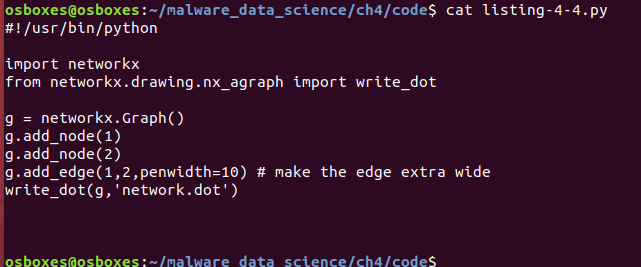 osboxes@osboxes:~/malware_data_science/ch4/code$ cat listing-4-4.py
#!/usr/bin/python
import networkx
from networkx.drawing.nx_agraph import write_dot
g = networkx.Graph()
g.add_node(1)
g.add_node(2)
g.add_edge(1,2,penwidth=10) # make the edge extra wide
write_dot(g,'network.dot')
osboxes@osboxes:~/malware_data_science/ch4/code$